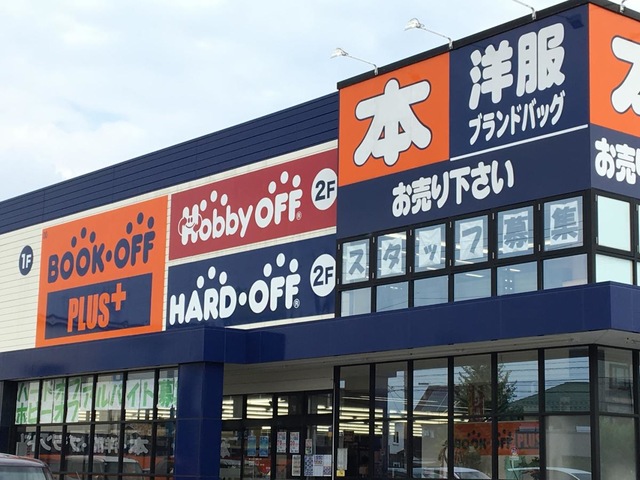 本
洋服
ブランドバッグ
お売り下さい
スタッフ募集
1F
BOOK・OFF
PLUS+
Hobby OFF®
2F
HARD・OFF®
2F
本
お売